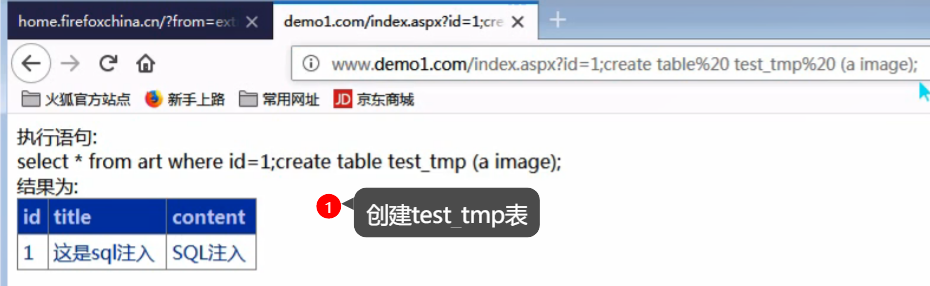 home.firefoxchina.cn/?from=ext
demo1.com/index.aspx?id=1;cre
www.demo1.com/index.aspx?id=1;create table%20 test_tmp%20 (a image);
火狐官方站点 新手上路 常用网址 JD 京东商城
执行语句:
select * from art where id=1;create table test_tmp (a image);
结果为:
id title content
1 这是sql注入 SQL注入
1 创建test_tmp表